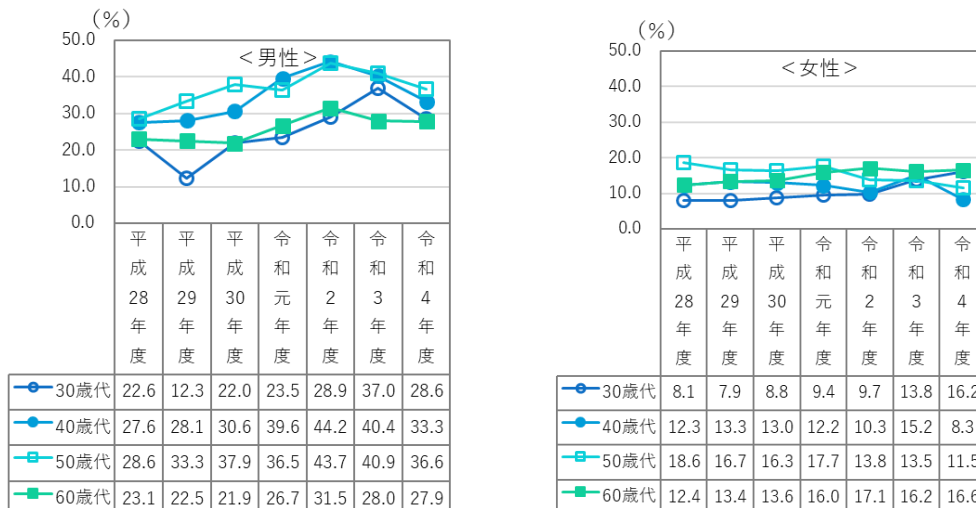 (%)
<男性>
50.0
40.0
30.0
20.0
10.0
0.0
平成28年度 平成29年度 平成30年度 令和元年度 令和2年度 令和3年度 令和4年度
30歳代 22.6 12.3 22.0 23.5 28.9 37.0 28.6
40歳代 27.6 28.1 30.6 39.6 44.2 40.4 33.3
50歳代 28.6 33.3 37.9 36.5 43.7 40.9 36.6
60歳代 23.1 22.5 21.9 26.7 31.5 28.0 27.9
(%)
<女性>
50.0
40.0
30.0
20.0
10.0
0.0
平成28年度 平成29年度 平成30年度 令和元年度 令和2年度 令和3年度 令和4年度
30歳代 8.1 7.9 8.8 9.4 9.7 13.8 16.2
40歳代 12.3 13.3 13.0 12.2 10.3 15.2 8.3
50歳代 18.6 16.7 16.3 17.7 13.8 13.5 11.5
60歳代 12.4 13.4 13.6 16.0 17.1 16.2 16.6